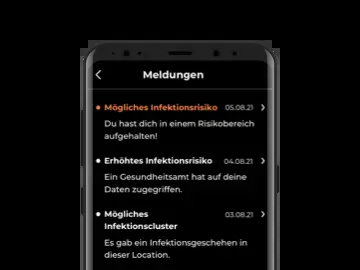 Meldungen
Mögliches Infektionsrisiko 05.08.21
Du hast dich in einem Risikobereich
aufgehalten!
Erhöhtes Infektionsrisiko 04.08.21
Ein Gesundheitsamt hat auf deine
Daten zugegriffen.
Mögliches 03.08.21
Infektionscluster
Es gab ein Infektionsgeschehen in
dieser Location.